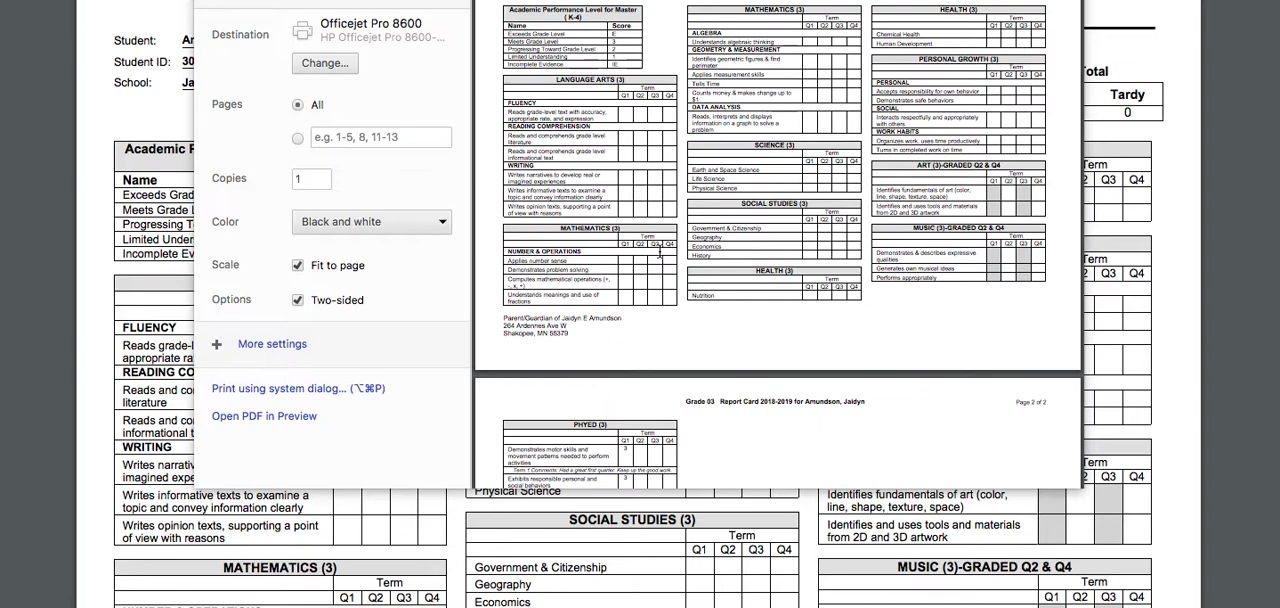 Student:
Student ID: 30
School: Ja
Academic P
Name
Exceeds Grade
Meets Grade L
Progressing T
Limited Under
Incomplete Ev
FLUENCY
Reads grade-l
appropriate ra
READING CO
Reads and co
literature
Reads and co
informational t
WRITING
Writes narrativ
or imagined ex
Writes informative texts to examine a
topic and convey information clearly
Writes opinion texts, supporting a point
of view with reasons
MATHEMATICS (3)
Term
Q1 Q2 Q3 Q4
Destination
Officejet Pro 8600
HP Officejet Pro 8600-...
Change...
Pages
All
e.g. 1-5, 8, 11-13
Copies
1
Color
Black and white
Scale
Fit to page
Options
Two-sided
+ More settings
Print using system dialog... (⌥⌘P)
Open PDF in Preview
Academic Performance Level for Master
( K-4)
Name Score
Exceeds Grade Level E
Meets Grade Level 3
Progressing Toward Grade Level 2
Limited Understanding 1
Incomplete Evidence IE
LANGUAGE ARTS (3)
Term
Q1 Q2 Q3 Q4
FLUENCY
Reads grade-level text with accuracy,
appropriate rate, and expression
READING COMPREHENSION
Reads and comprehends grade level
literature
Reads and comprehends grade level
informational text
WRITING
Writes narratives to develop real or
imagined experiences
Writes informative texts to examine a
topic and convey information clearly
Writes opinion texts, supporting a point
of view with reasons
MATHEMATICS (3)
Term
Q1 Q2 Q3 Q4
NUMBER & OPERATIONS
Applies number sense
Demonstrates problem solving
Computes mathematical operations (+,
-, x, ÷)
Understands meanings and use of
fractions
Parent/Guardian of Jaidyn E Amundson
264 Ardennes Ave W
Shakopee, MN 55379
MATHEMATICS (3)
Term
Q1 Q2 Q3 Q4
ALGEBRA
Understands algebraic thinking
GEOMETRY & MEASUREMENT
Identifies geometric figures & find
perimeter
Applies measurement skills
Tells Time
Counts money & makes change up to
$1
DATA ANALYSIS
Reads, interprets and displays
information on a graph to solve a
problem
SCIENCE (3)
Term
Q1 Q2 Q3 Q4
Earth and Space Science
Life Science
Physical Science
SOCIAL STUDIES (3)
Term
Q1 Q2 Q3 Q4
Government & Citizenship
Geography
Economics
History
HEALTH (3)
Term
Q1 Q2 Q3 Q4
Nutrition
HEALTH (3)
Term
Q1 Q2 Q3 Q4
Chemical Health
Human Development
PERSONAL GROWTH (3)
Term
Q1 Q2 Q3 Q4
PERSONAL
Accepts responsibility for own behavior
Demonstrates safe behaviors
SOCIAL
Interacts respectfully and appropriately
with others
WORK HABITS
Organizes work, uses time productively
Turns in completed work on time
ART (3)-GRADED Q2 & Q4
Term
Q1 Q2 Q3 Q4
Identifies fundamentals of art (color,
line, shape, texture, space)
Identifies and uses tools and materials
from 2D and 3D artwork
MUSIC (3)-GRADED Q2 & Q4
Term
Q1 Q2 Q3 Q4
Demonstrates & describes expressive
qualities
Generates own musical ideas
Performs appropriately
Grade 03 Report Card 2018-2019 for Amundson, Jaidyn
Page 2 of 2
PHYED (3)
Term
Q1 Q2 Q3 Q4
Demonstrates motor skills and
movement patterns needed to perform
activities
3
Term 1 Comments: Had a great first quarter. Keep up the good work.
Exhibits responsible personal and
social behaviors
3
Physical Science
SOCIAL STUDIES (3)
Term
Q1 Q2 Q3 Q4
Government & Citizenship
Geography
Economics
otal
Tardy
0
Term
2 Q3 Q4
erm
2 Q3 Q4
Identifies fundamentals of art (color,
line, shape, texture, space)
Identifies and uses tools and materials
from 2D and 3D artwork
MUSIC (3)-GRADED Q2 & Q4
Term
Q1 Q2 Q3 Q4